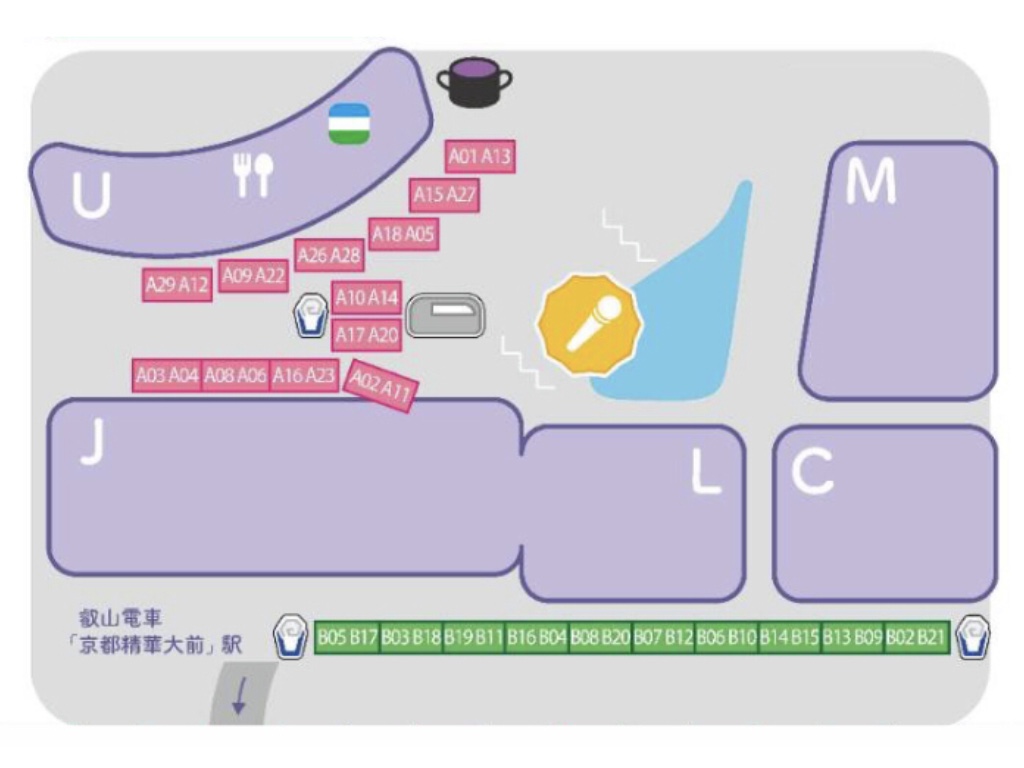 A01 A13
A15 A27
U
M
A18 A05
A26 A28
A09 A22
A29 A12
A10 A14
A17 A20
A03 A04 A08 A06 A16 A23
A02 A11
J
L
C
叡山電車
「京都精華大前」駅
B05 B17 B03 B18 B19 B11 B16 B04 B08 B20 B07 B12 B06 B10 B14 B15 B13 B09 B02 B21